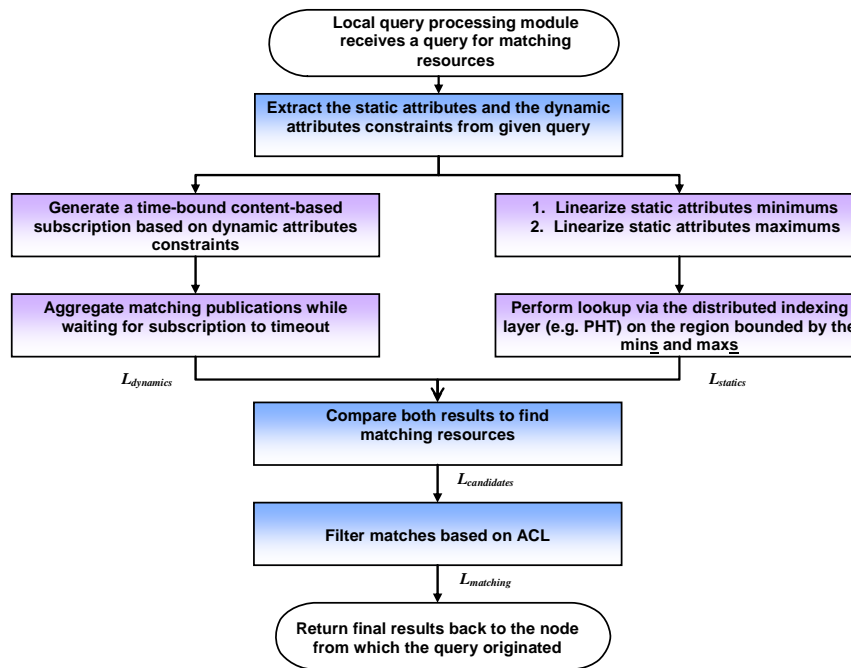 Local query processing module
receives a query for matching
resources
Extract the static attributes and the dynamic
attributes constraints from given query
Generate a time-bound content-based
subscription based on dynamic attributes
constraints
1. Linearize static attributes minimums
2. Linearize static attributes maximums
Aggregate matching publications while
waiting for subscription to timeout
Perform lookup via the distributed indexing
layer (e.g. PHT) on the region bounded by the
mins and maxs
L dynamics
L statics
Compare both results to find
matching resources
L candidates
Filter matches based on ACL
L matching
Return final results back to the node
from which the query originated